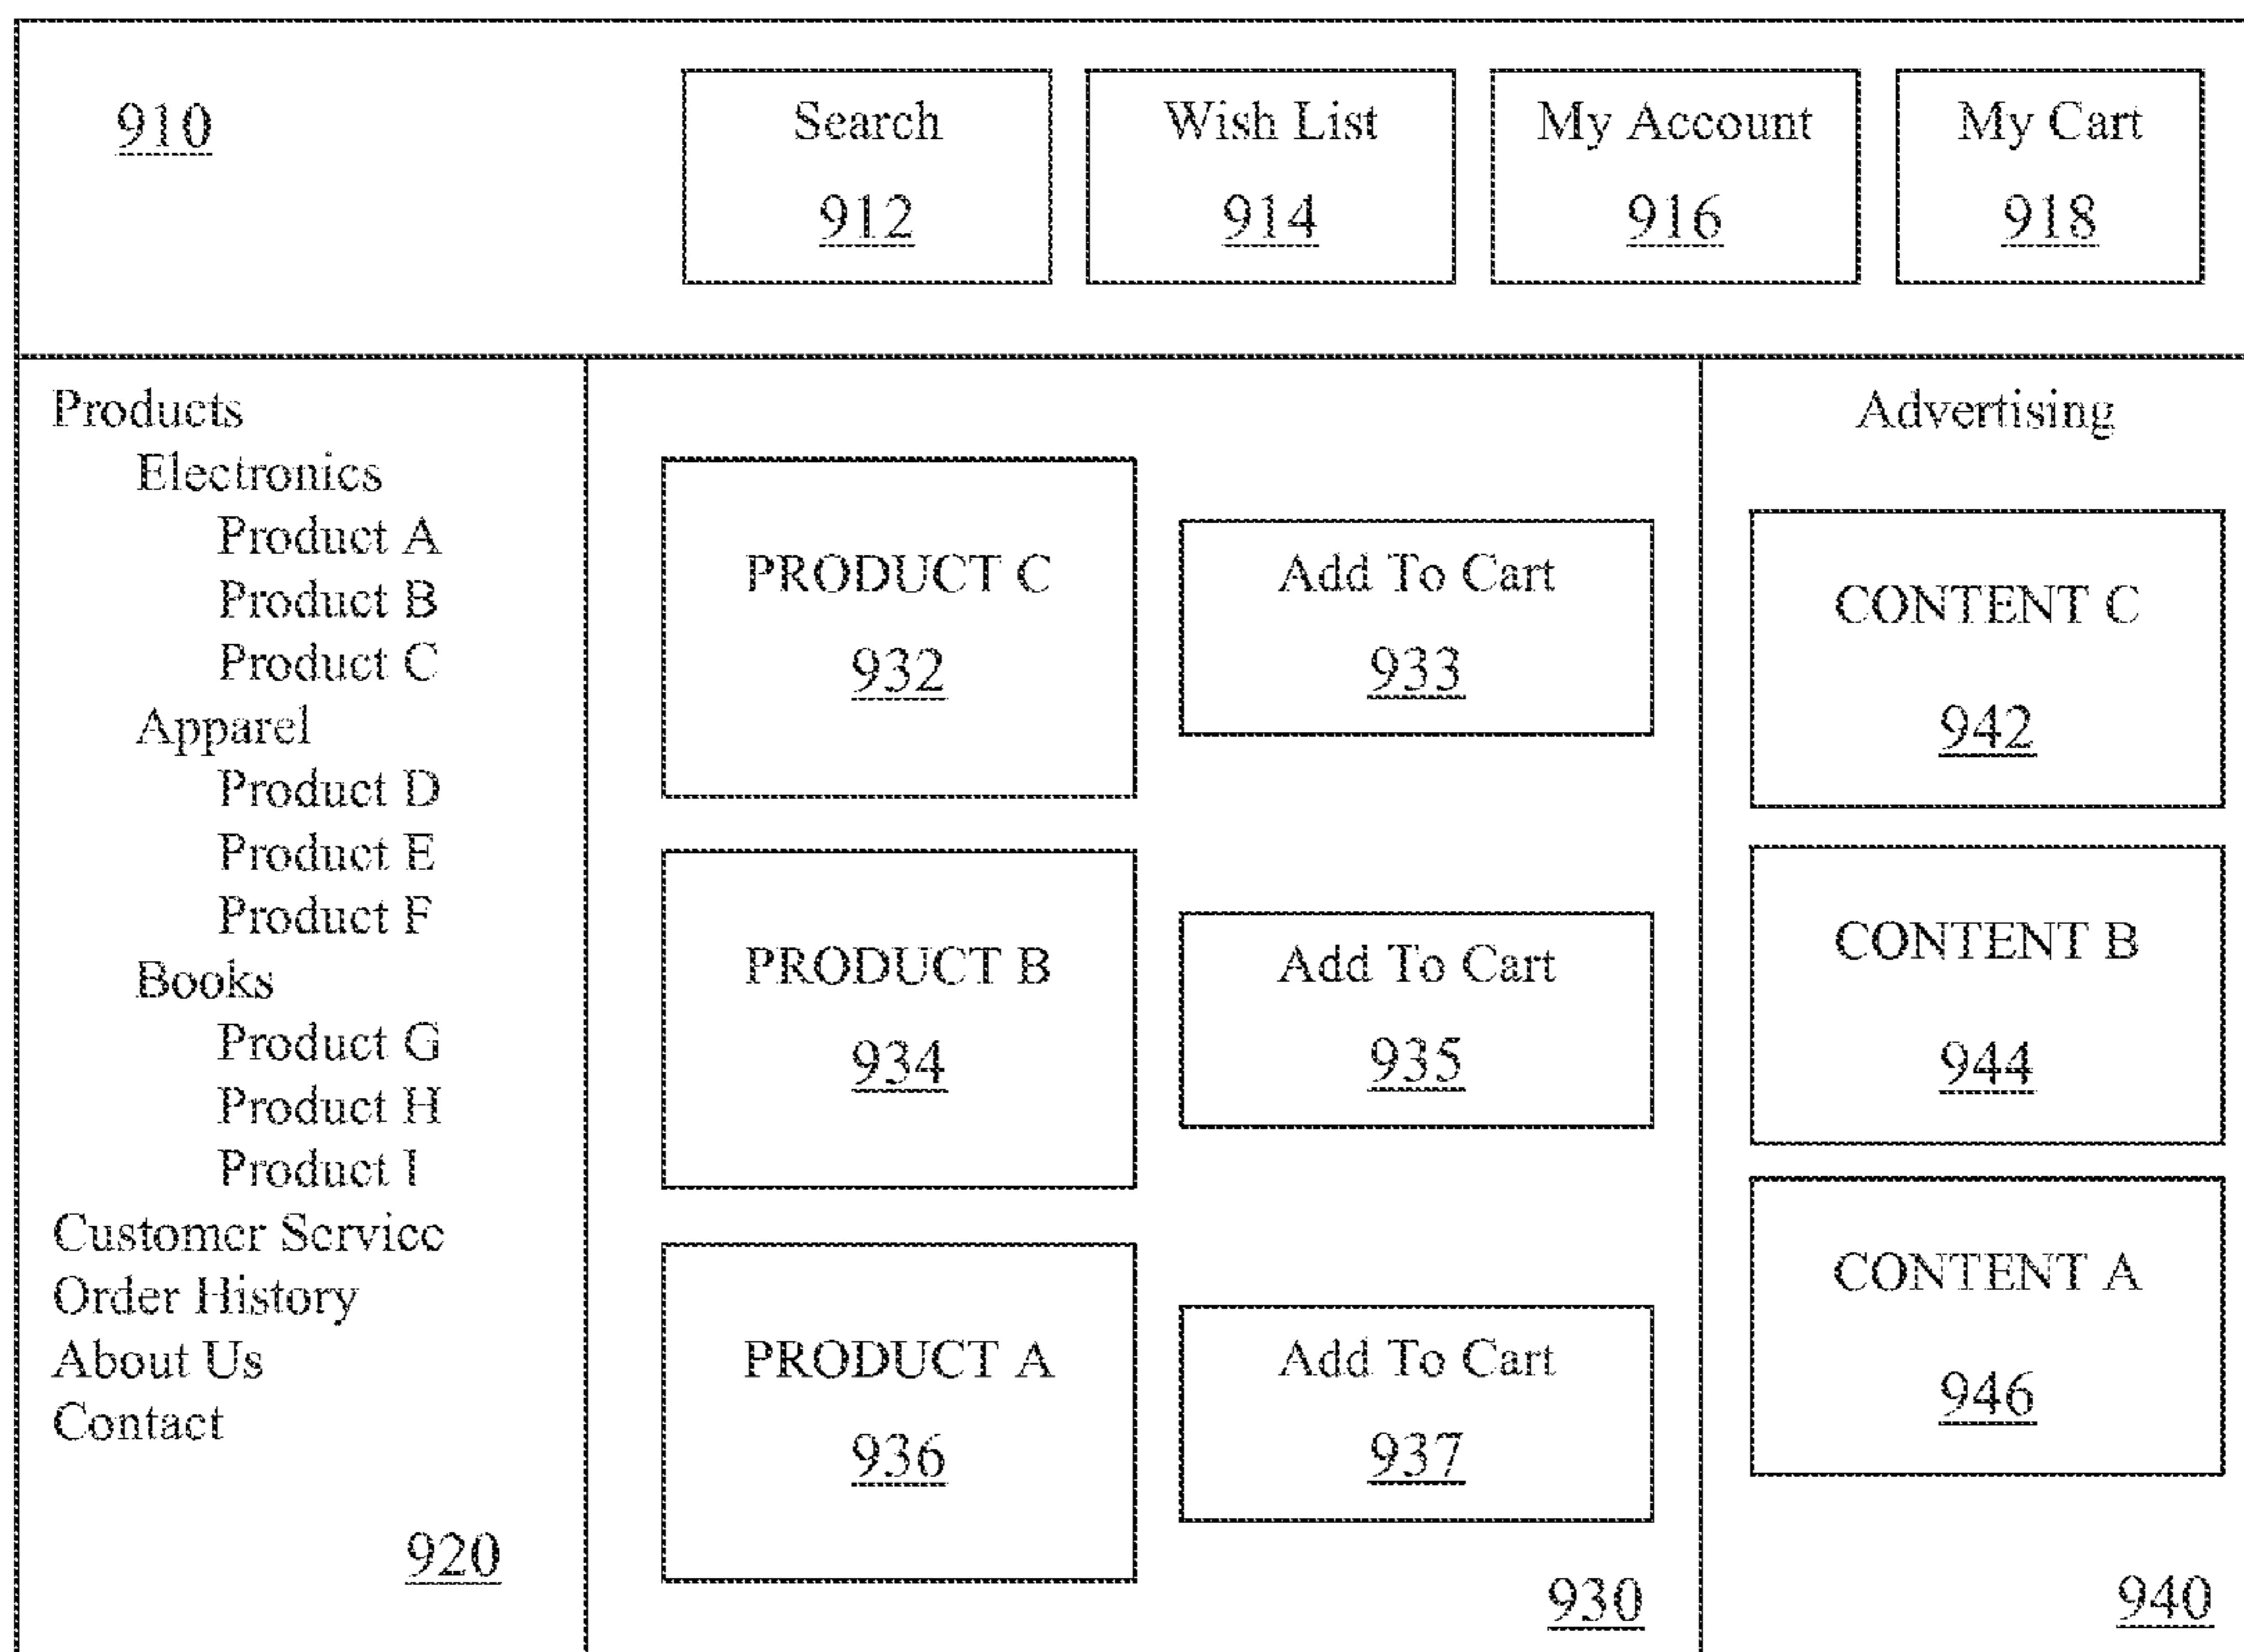 910
Search
912
Wish List
914
My Account
916
My Cart
918
Products
Electronics
Product A
Product B
Product C
Apparel
Product D
Product E
Product F
Books
Product G
Product H
Product I
Customer Service
Order History
About Us
Contact
920
PRODUCT C
932
Add To Cart
933
PRODUCT B
934
Add To Cart
935
PRODUCT A
936
Add To Cart
937
930
Advertising
CONTENT C
942
CONTENT B
944
CONTENT A
946
940